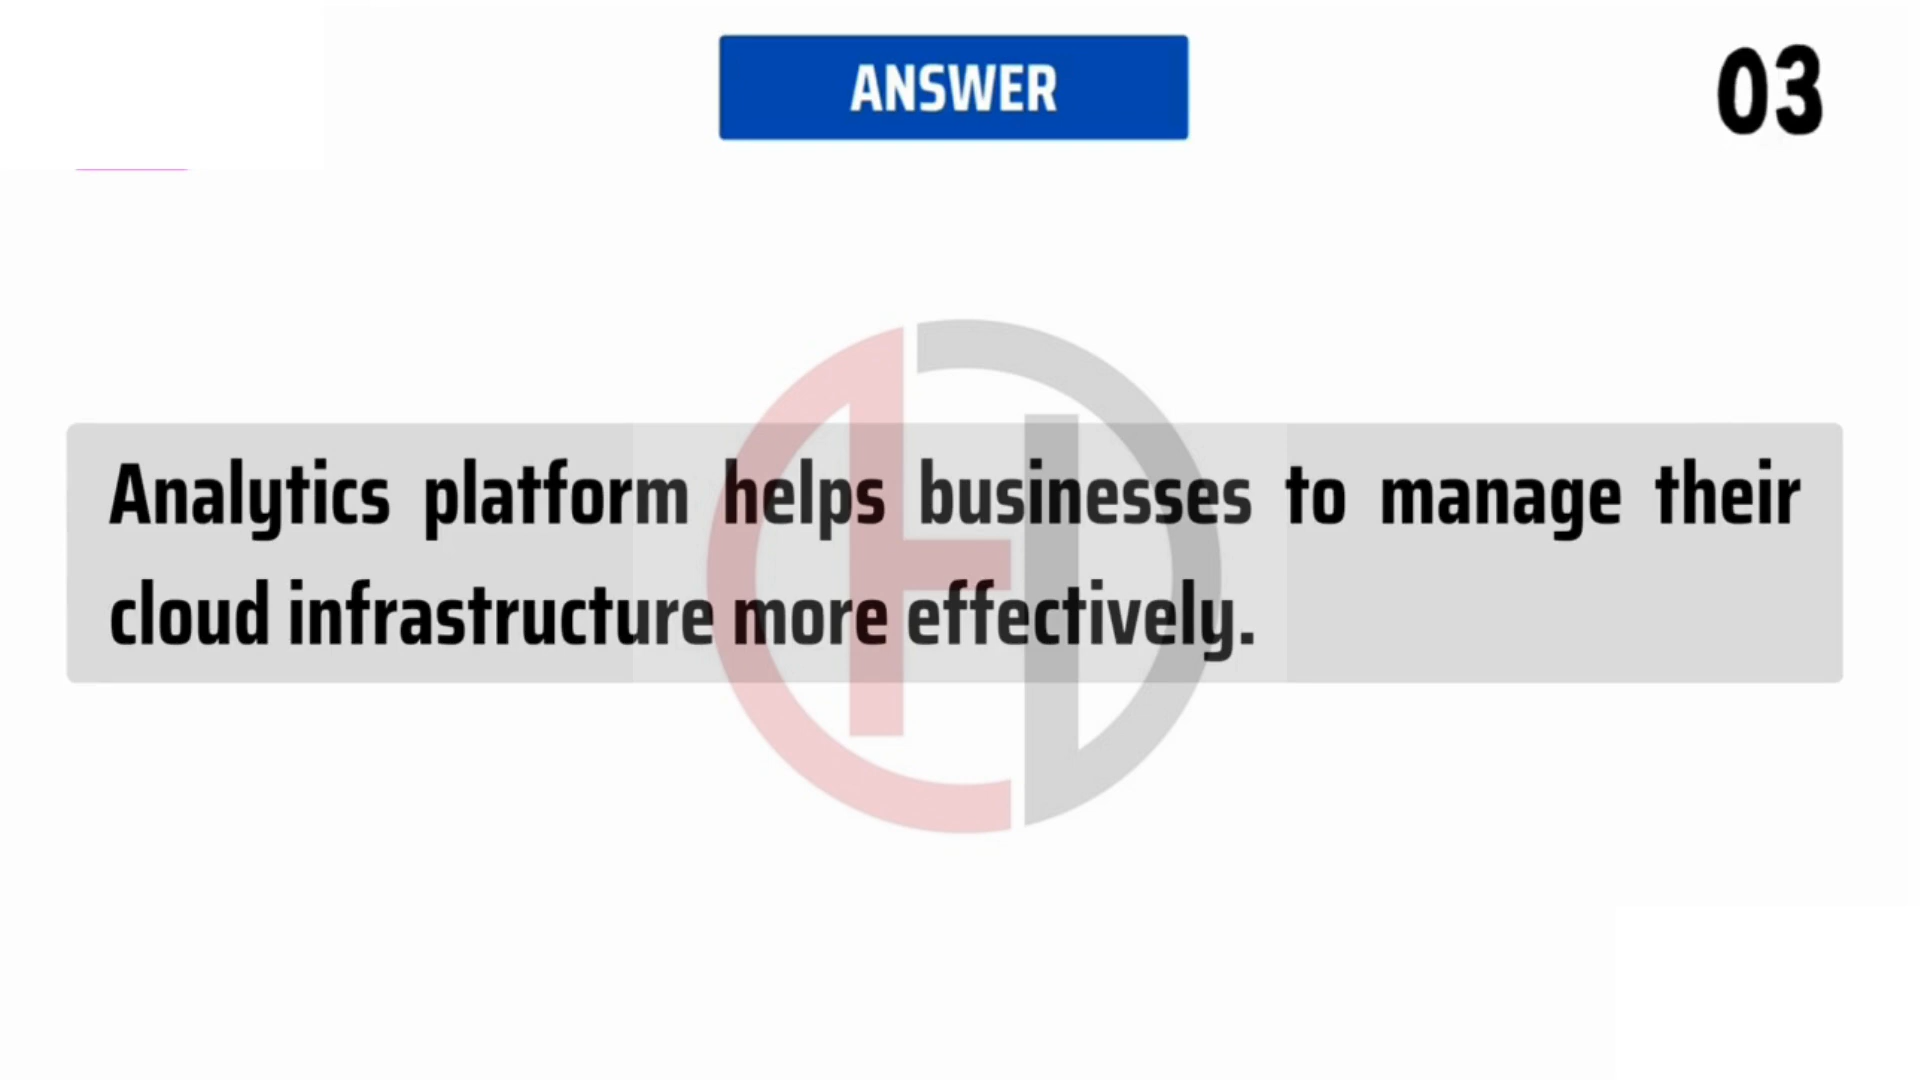 ANSWER
03
Analytics platform helps businesses to manage their
cloud infrastructure more effectively.